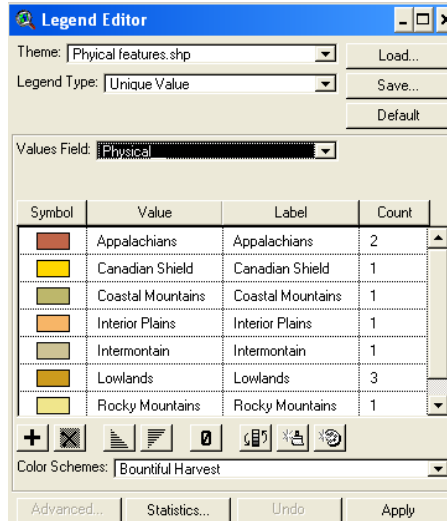 Legend Editor
Theme: Phyical features.shp Load...
Legend Type: Unique Value Save...
Default
Values Field: Physical__
Symbol Value Label Count
Appalachians Appalachians 2
Canadian Shield Canadian Shield 1
Coastal Mountains Coastal Mountains 1
Interior Plains Interior Plains 1
Intermontain Intermontain 1
Lowlands Lowlands 3
Rocky Mountains Rocky Mountains 1
Color Schemes: Bountiful Harvest
Advanced... Statistics... Undo Apply